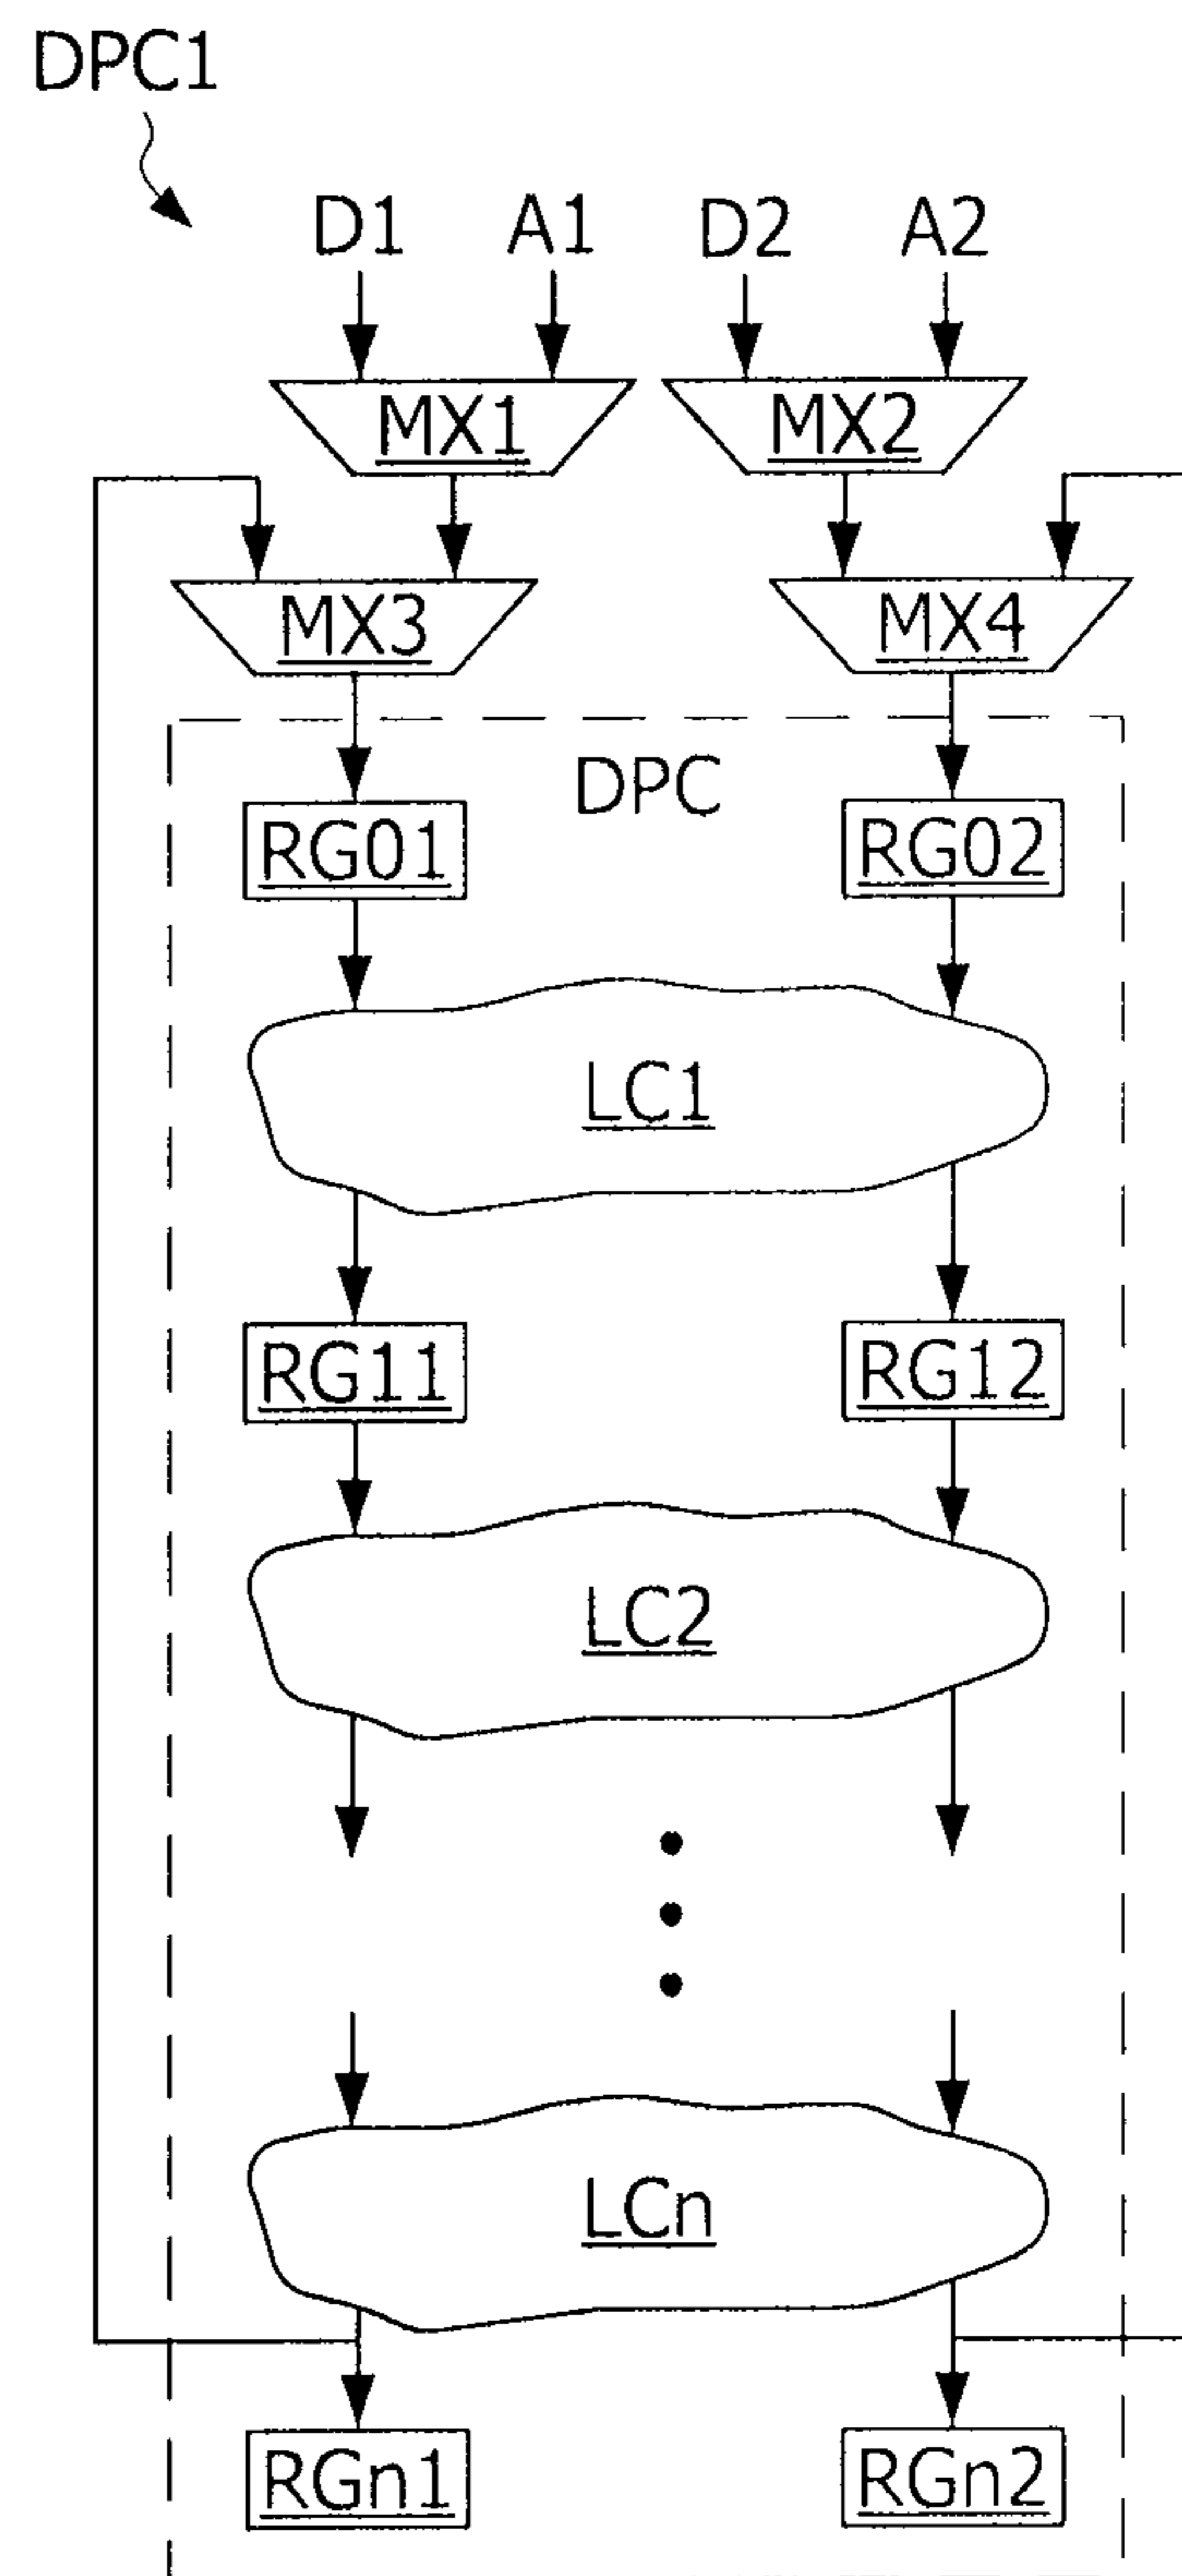 DPC1
D1 A1 D2 A2
MX1 MX2
MX3 MX4
DPC
RG01 RG02
LC1
RG11 RG12
LC2
LCn
RGn1 RGn2